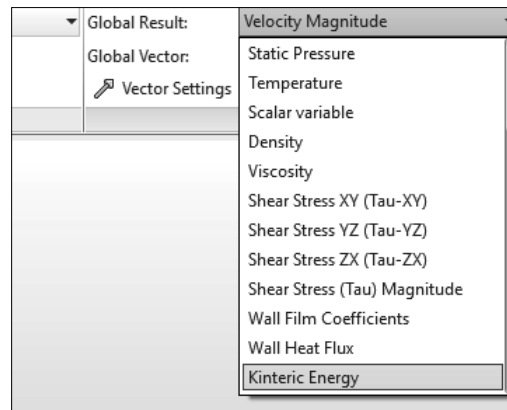 Global Result:
Velocity Magnitude
Global Vector:
Vector Settings
Static Pressure
Temperature
Scalar variable
Density
Viscosity
Shear Stress XY (Tau-XY)
Shear Stress YZ (Tau-YZ)
Shear Stress ZX (Tau-ZX)
Shear Stress (Tau) Magnitude
Wall Film Coefficients
Wall Heat Flux
Kinteric Energy